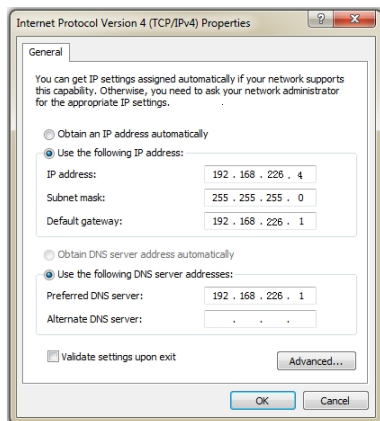 Internet Protocol Version 4 (TCP/IPv4) Properties
General
You can get IP settings assigned automatically if your network supports
this capability. Otherwise, you need to ask your network administrator
for the appropriate IP settings.
Obtain an IP address automatically
Use the following IP address:
IP address: 192 . 168 . 226 . 4
Subnet mask: 255 . 255 . 255 . 0
Default gateway: 192 . 168 . 226 . 1
Obtain DNS server address automatically
Use the following DNS server addresses:
Preferred DNS server: 192 . 168 . 226 . 1
Alternate DNS server: . . .
Validate settings upon exit
Advanced...
OK Cancel